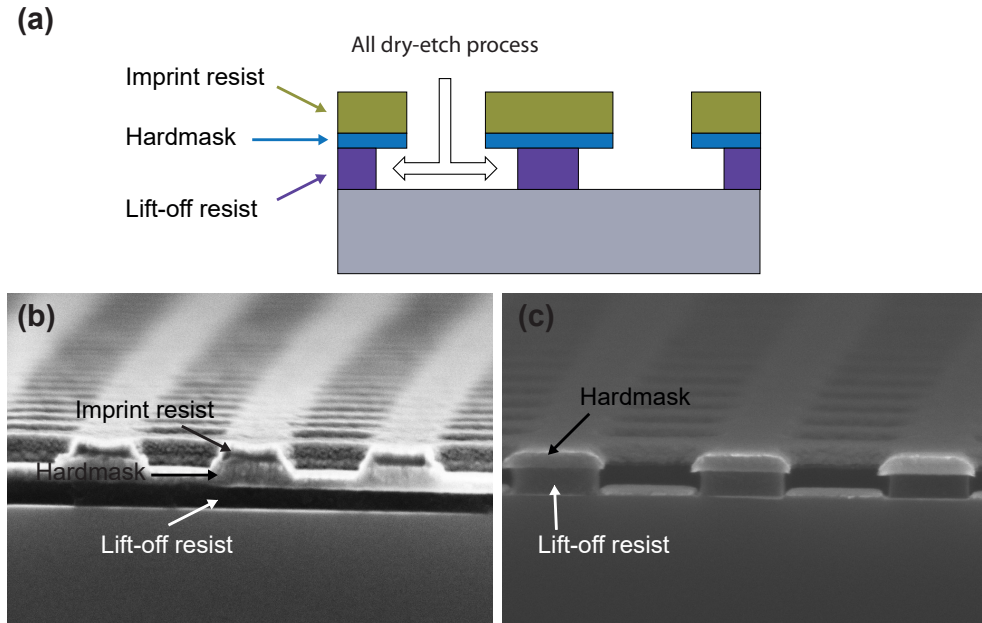 (a)
All dry-etch process
Imprint resist
Hardmask
Lift-off resist
(b)
Imprint resist
Hardmask
Lift-off resist
(c)
Hardmask
Lift-off resist